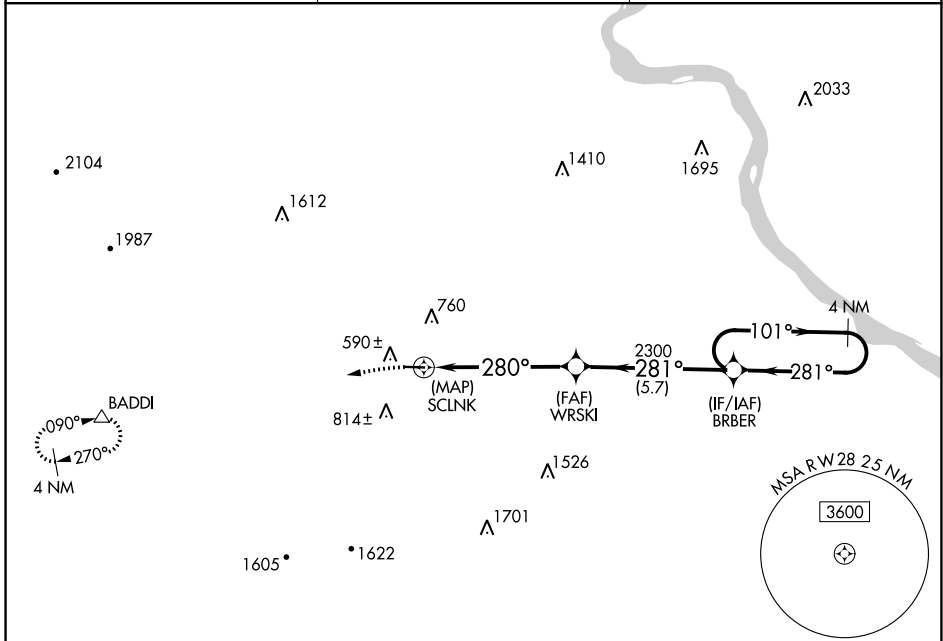 2033
2104
1410
1695
1612
1987
760
4 NM
101°
590 ±
2300
280°
281°
281°
(5.7)
(MAP)
SCLNK
(FAF)
WRSKI
(IF/IAF)
BRBER
BADDI
090°
814 ±
270°
4 NM
1526
MSA RW28 25 NM
3600
1701
1622
1605